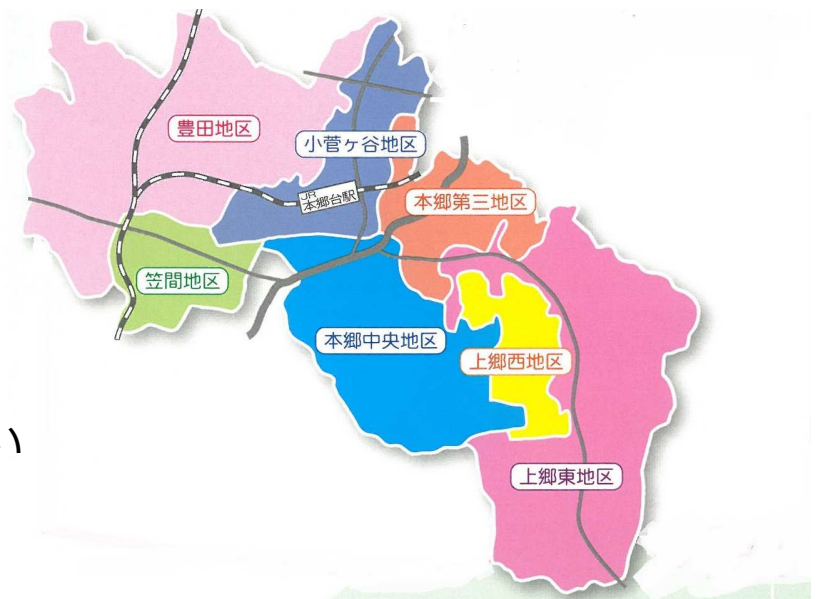 豊田地区
小菅ヶ谷地区
JR
本郷台駅
本郷第三地区
笠間地区
本郷中央地区
上郷西地区
上郷東地区
い